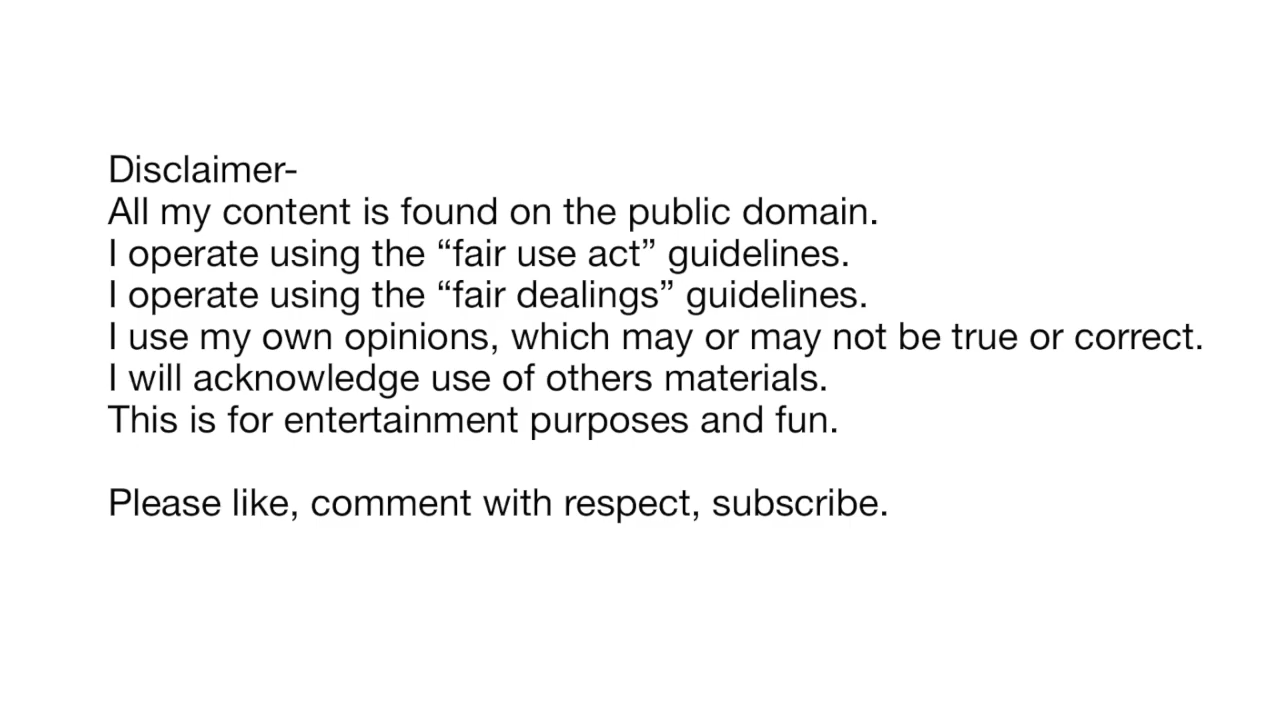 Disclaimer-
All my content is found on the public domain.
I operate using the “fair use act” guidelines.
I operate using the “fair dealings” guidelines.
I use my own opinions, which may or may not be true or correct.
I will acknowledge use of others materials.
This is for entertainment purposes and fun.
Please like, comment with respect, subscribe.